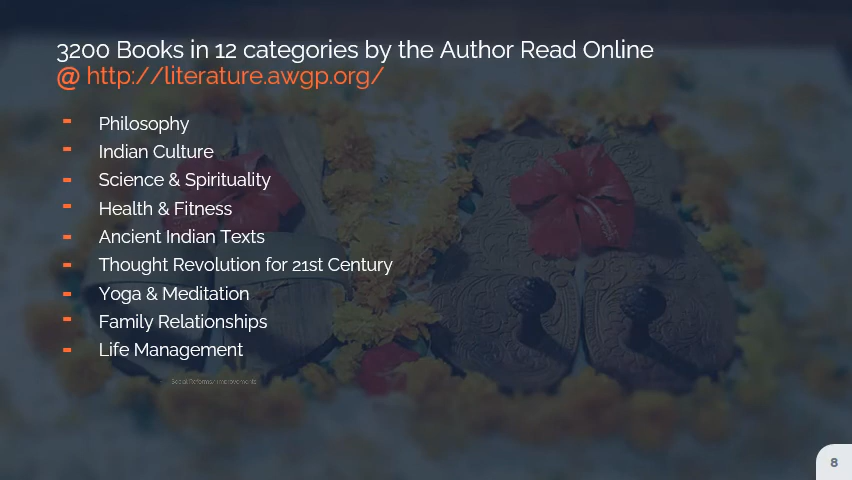 3200 Books in 12 categories by the Author Read Online
@ http://literature.awgp.org/
- Philosophy
- Indian Culture
- Science & Spirituality
- Health & Fitness
- Ancient Indian Texts
- Thought Revolution for 21st Century
- Yoga & Meditation
- Family Relationships
- Life Management
8